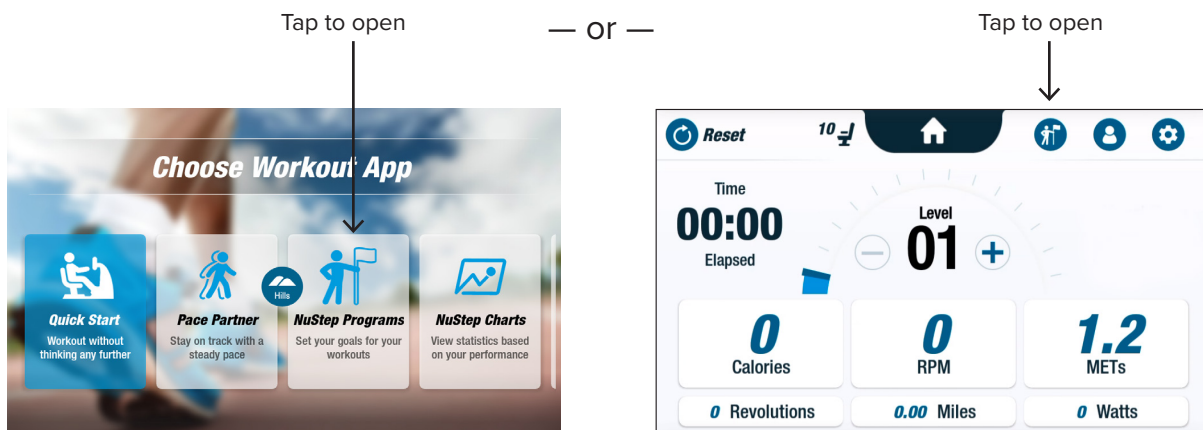 Tap to open
— or —
Tap to open
Choose Workout App
Quick Start
Workout without
thinking any further
Pace Partner
Stay on track with a
steady pace
Hills
NuStep Programs
Set your goals for your
workouts
NuStep Charts
View statistics based
on your performance
Reset
10
Time
00:00
Elapsed
Level
01
0
Calories
0
RPM
1.2
METs
0 Revolutions
0.00 Miles
0 Watts